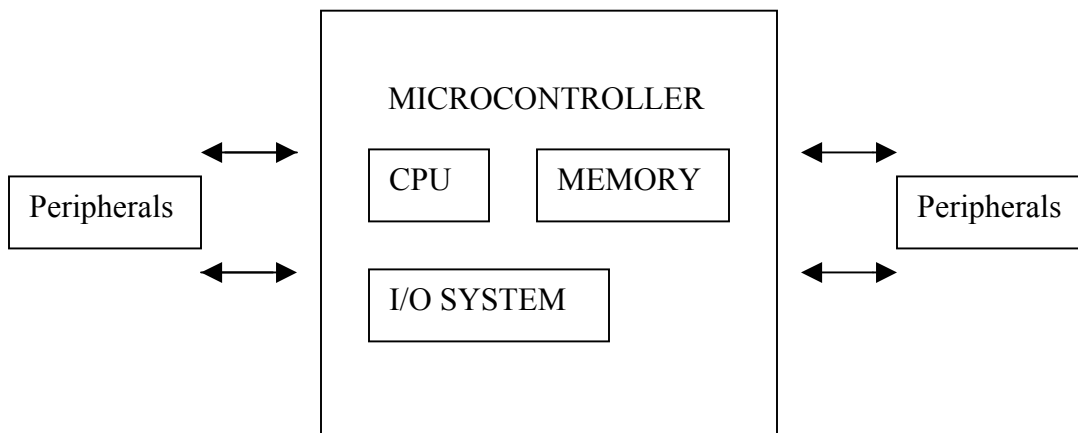 MICROCONTROLLER
CPU
MEMORY
Peripherals
Peripherals
I/O SYSTEM